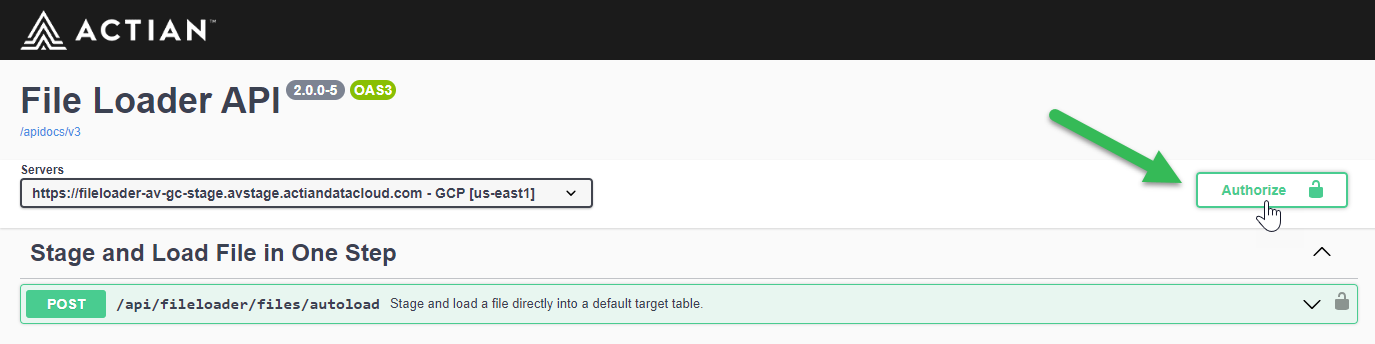 ACTIAN™
File Loader API 2.0.0-5 OAS3
/apidocs/v3
Servers
https://fileloader-av-gc-stage.avstage.actiandatacloud.com - GCP [us-east1]
Authorize
Stage and Load File in One Step
POST /api/fileloader/files/autoload Stage and load a file directly into a default target table.